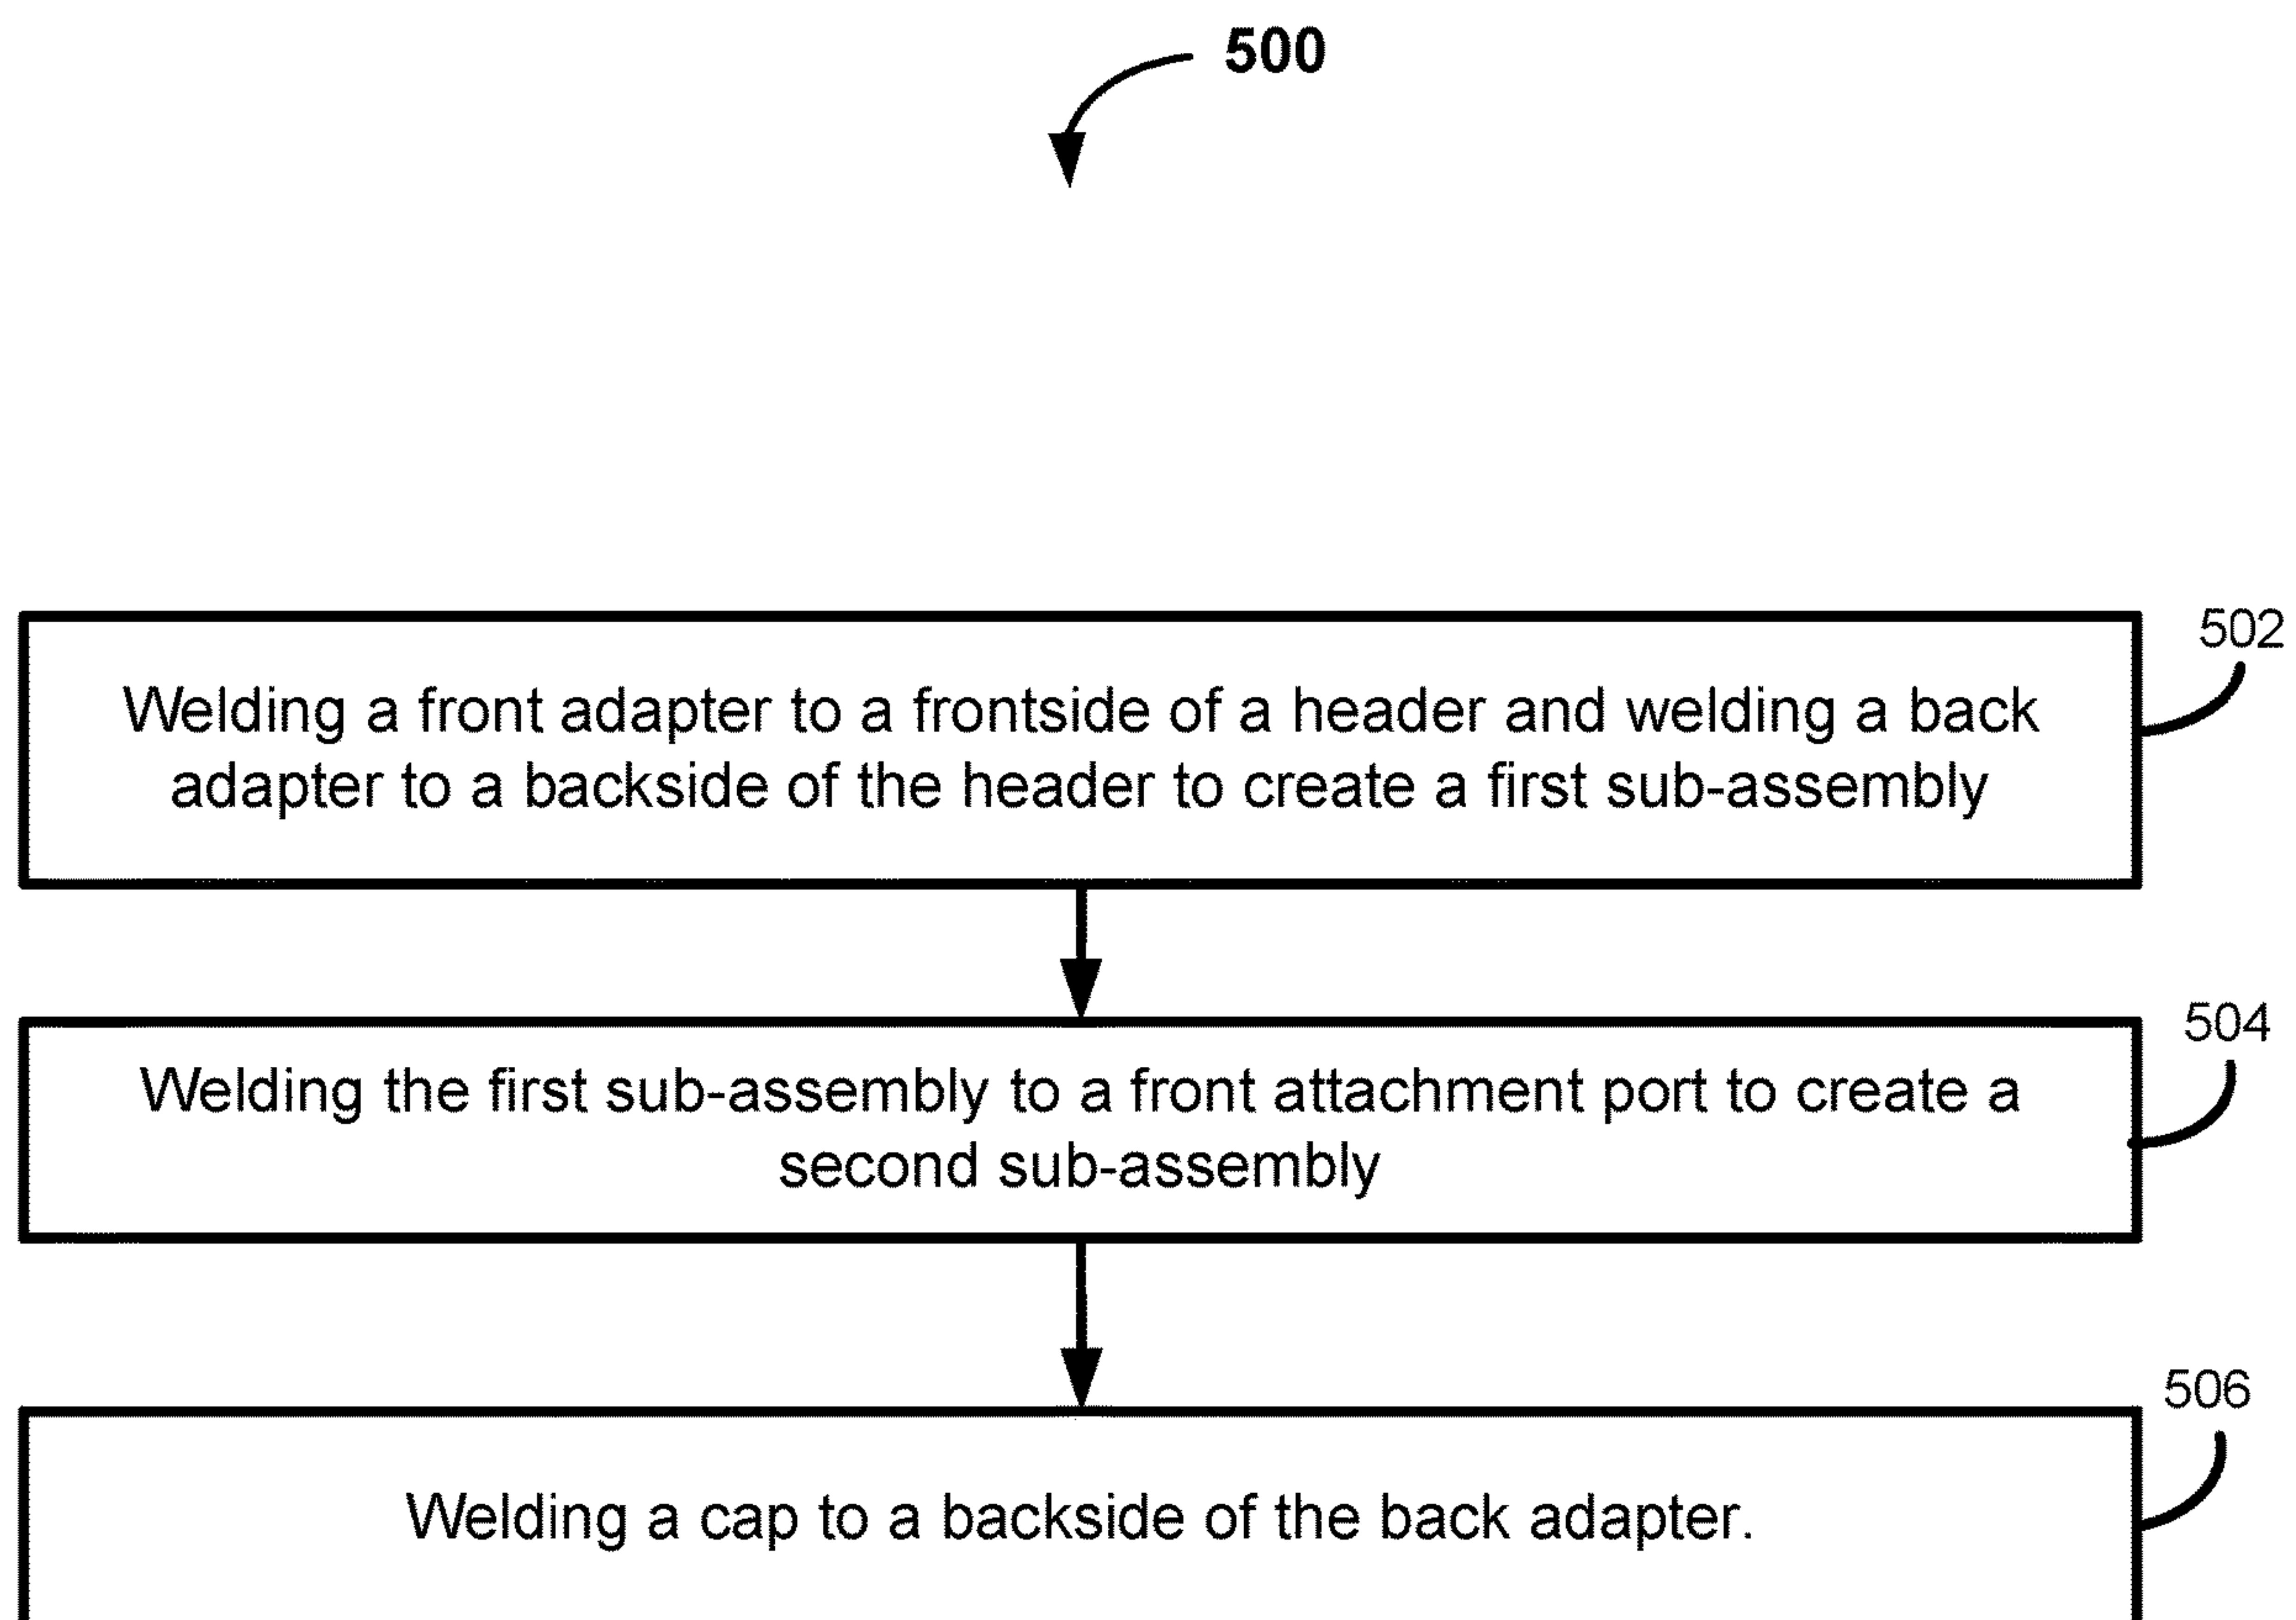 500
502
Welding a front adapter to a frontside of a header and welding a back
adapter to a backside of the header to create a first sub-assembly
504
Welding the first sub-assembly to a front attachment port to create a
second sub-assembly
506
Welding a cap to a backside of the back adapter.